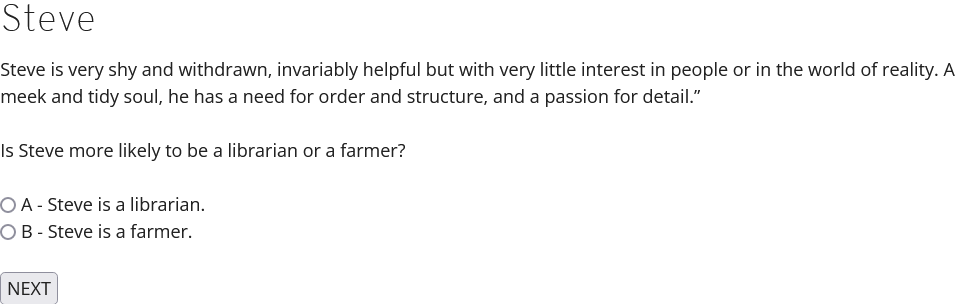 Steve
Steve is very shy and withdrawn, invariably helpful but with very little interest in people or in the world of reality. A
meek and tidy soul, he has a need for order and structure, and a passion for detail.”
Is Steve more likely to be a librarian or a farmer?
A - Steve is a librarian.
B - Steve is a farmer.
NEXT